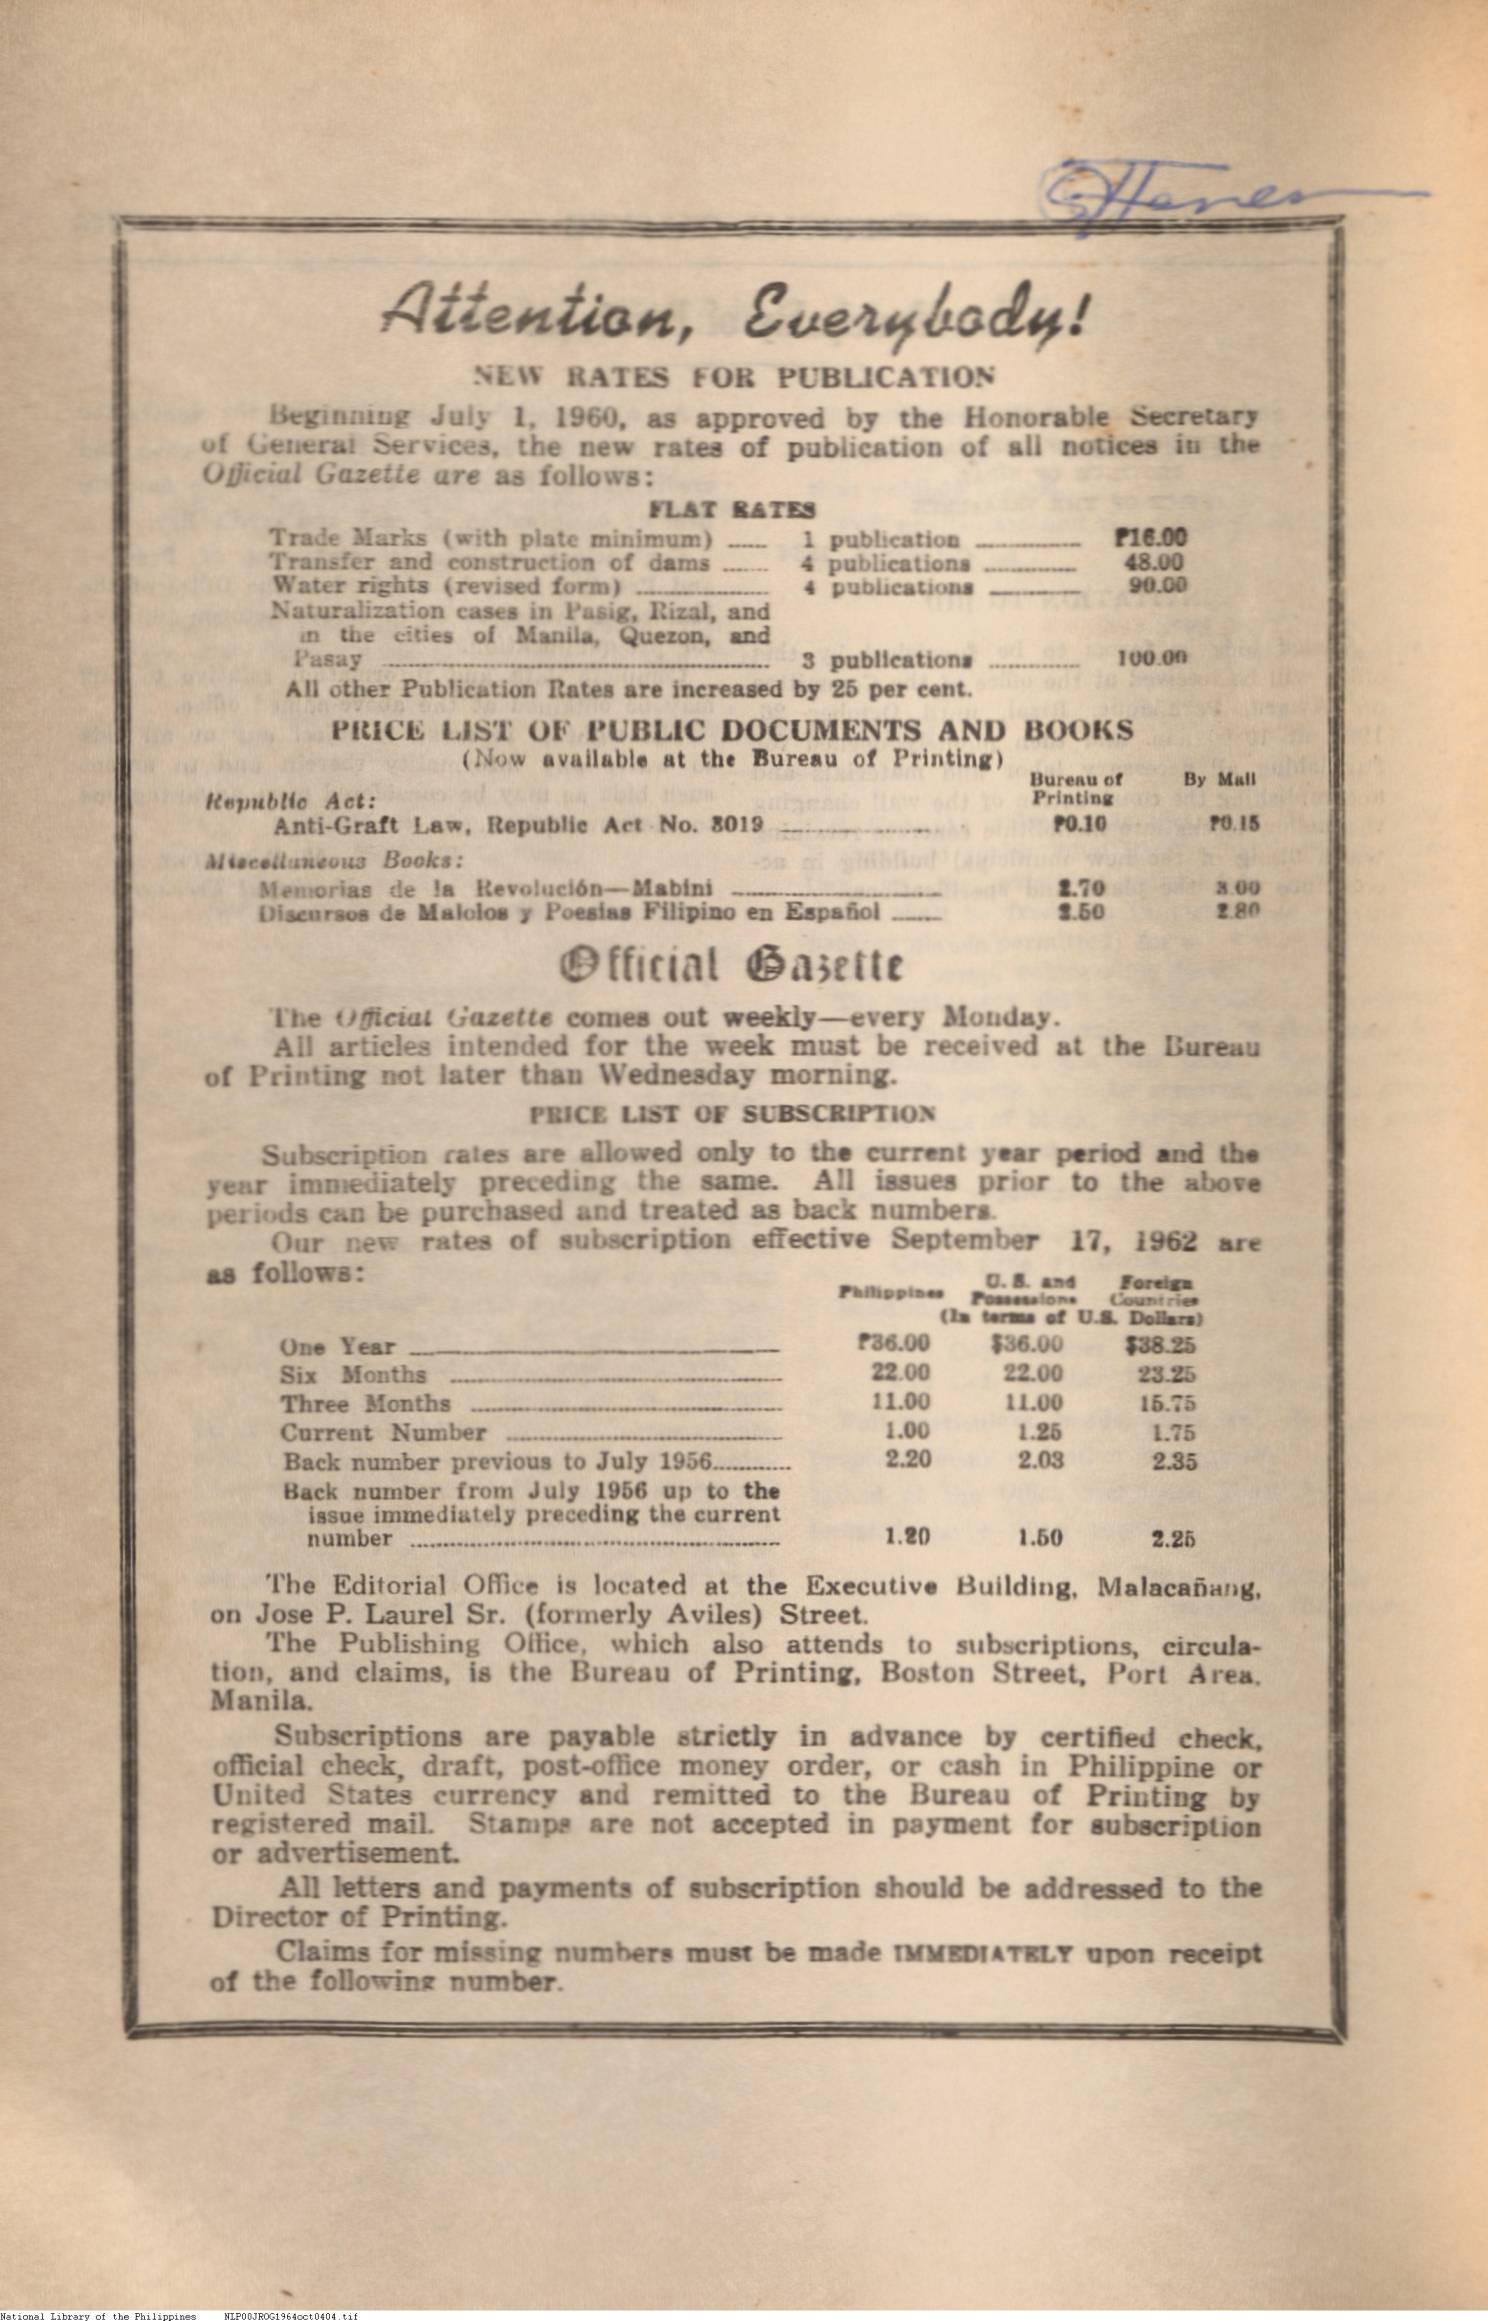 Attention, Everybody!
NEW RATES FOR PUBLICATION
Beginning July 1, 1960, as approved by the Honorable Secretary
of General Services, the new rates of publication of all notices in the
Official Gazette are as follows:
FLAT RATES
Trade Marks (with plate minimum) ...... 1 publication ............... ₱16.00
Transfer and construction of dams ...... 4 publications ............... 48.00
Water rights (revised form) ................... 4 publications ............... 90.00
Naturalization cases in Pasig, Rizal, and
in the cities of Manila, Quezon, and
Pasay ............................................................ 3 publications ............... 100.00
All other Publication Rates are increased by 25 per cent.
PRICE LIST OF PUBLIC DOCUMENTS AND BOOKS
(Now available at the Bureau of Printing)
Bureau of By Mail
Printing
Republic Act:
Anti-Graft Law, Republic Act No. 3019 ......................... ₱0.10 ₱0.15
Miscellaneous Books:
Memorias de la Revolución—Mabini ................................ 2.70 3.00
Discursos de Malolos y Poesias Filipino en Español ........ 2.50 2.80
Official Gazette
The Official Gazette comes out weekly—every Monday.
All articles intended for the week must be received at the Bureau
of Printing not later than Wednesday morning.
PRICE LIST OF SUBSCRIPTION
Subscription rates are allowed only to the current year period and the
year immediately preceding the same. All issues prior to the above
periods can be purchased and treated as back numbers.
Our new rates of subscription effective September 17, 1962 are
as follows:
Philippines U. S. and Foreign
Possessions Countries
(In terms of U.S. Dollars)
One Year ........................................................ ₱36.00 $36.00 $38.25
Six Months .................................................. 22.00 22.00 23.25
Three Months .............................................. 11.00 11.00 15.75
Current Number ........................................ 1.00 1.25 1.75
Back number previous to July 1956............ 2.20 2.03 2.35
Back number from July 1956 up to the
issue immediately preceding the current
number ........................................................ 1.20 1.50 2.25
The Editorial Office is located at the Executive Building, Malacañang,
on Jose P. Laurel Sr. (formerly Aviles) Street.
The Publishing Office, which also attends to subscriptions, circula-
tion, and claims, is the Bureau of Printing, Boston Street, Port Area,
Manila.
Subscriptions are payable strictly in advance by certified check,
official check, draft, post-office money order, or cash in Philippine or
United States currency and remitted to the Bureau of Printing by
registered mail. Stamps are not accepted in payment for subscription
or advertisement.
All letters and payments of subscription should be addressed to the
Director of Printing.
Claims for missing numbers must be made IMMEDIATELY upon receipt
of the following number.
National Library of the Philippines NLP00JROG1964oct0404.tif